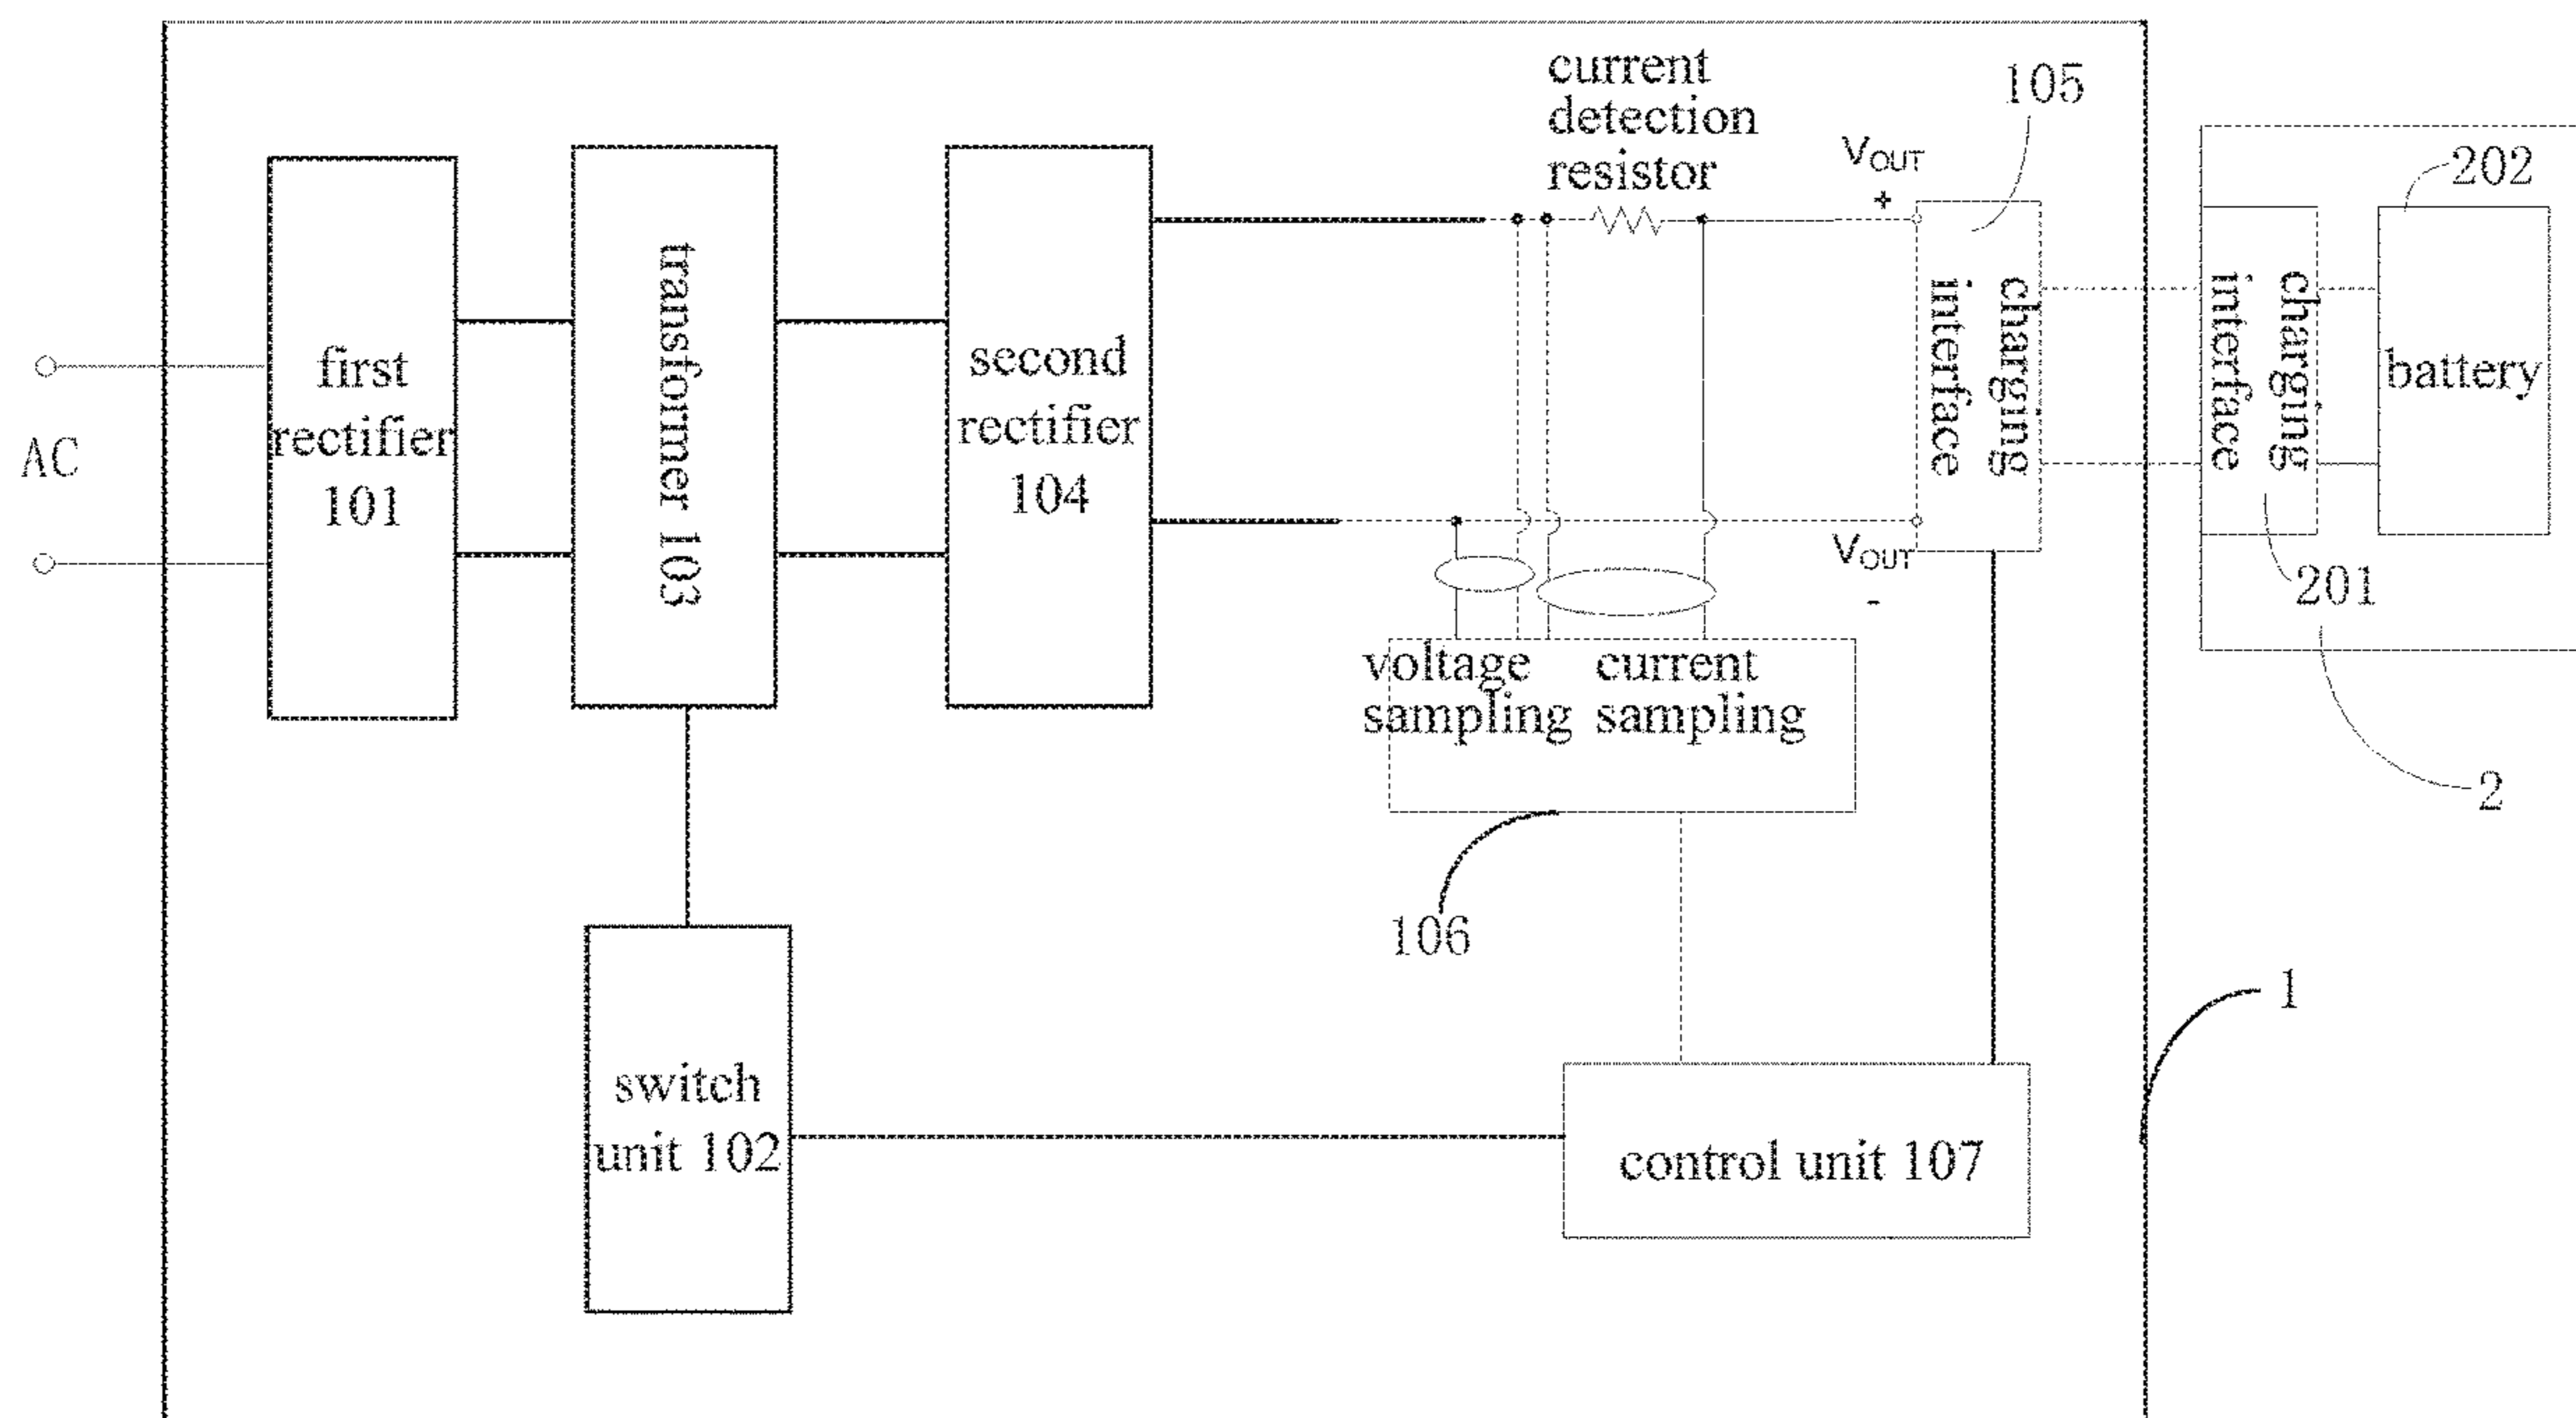 AC
first
rectifier
101
transformer 103
second
rectifier
104
current
detection
resistor
VOUT
+
105
charging
interface
VOUT
-
202
charging
interface
battery
201
2
voltage
sampling
current
sampling
106
1
switch
unit 102
control unit 107